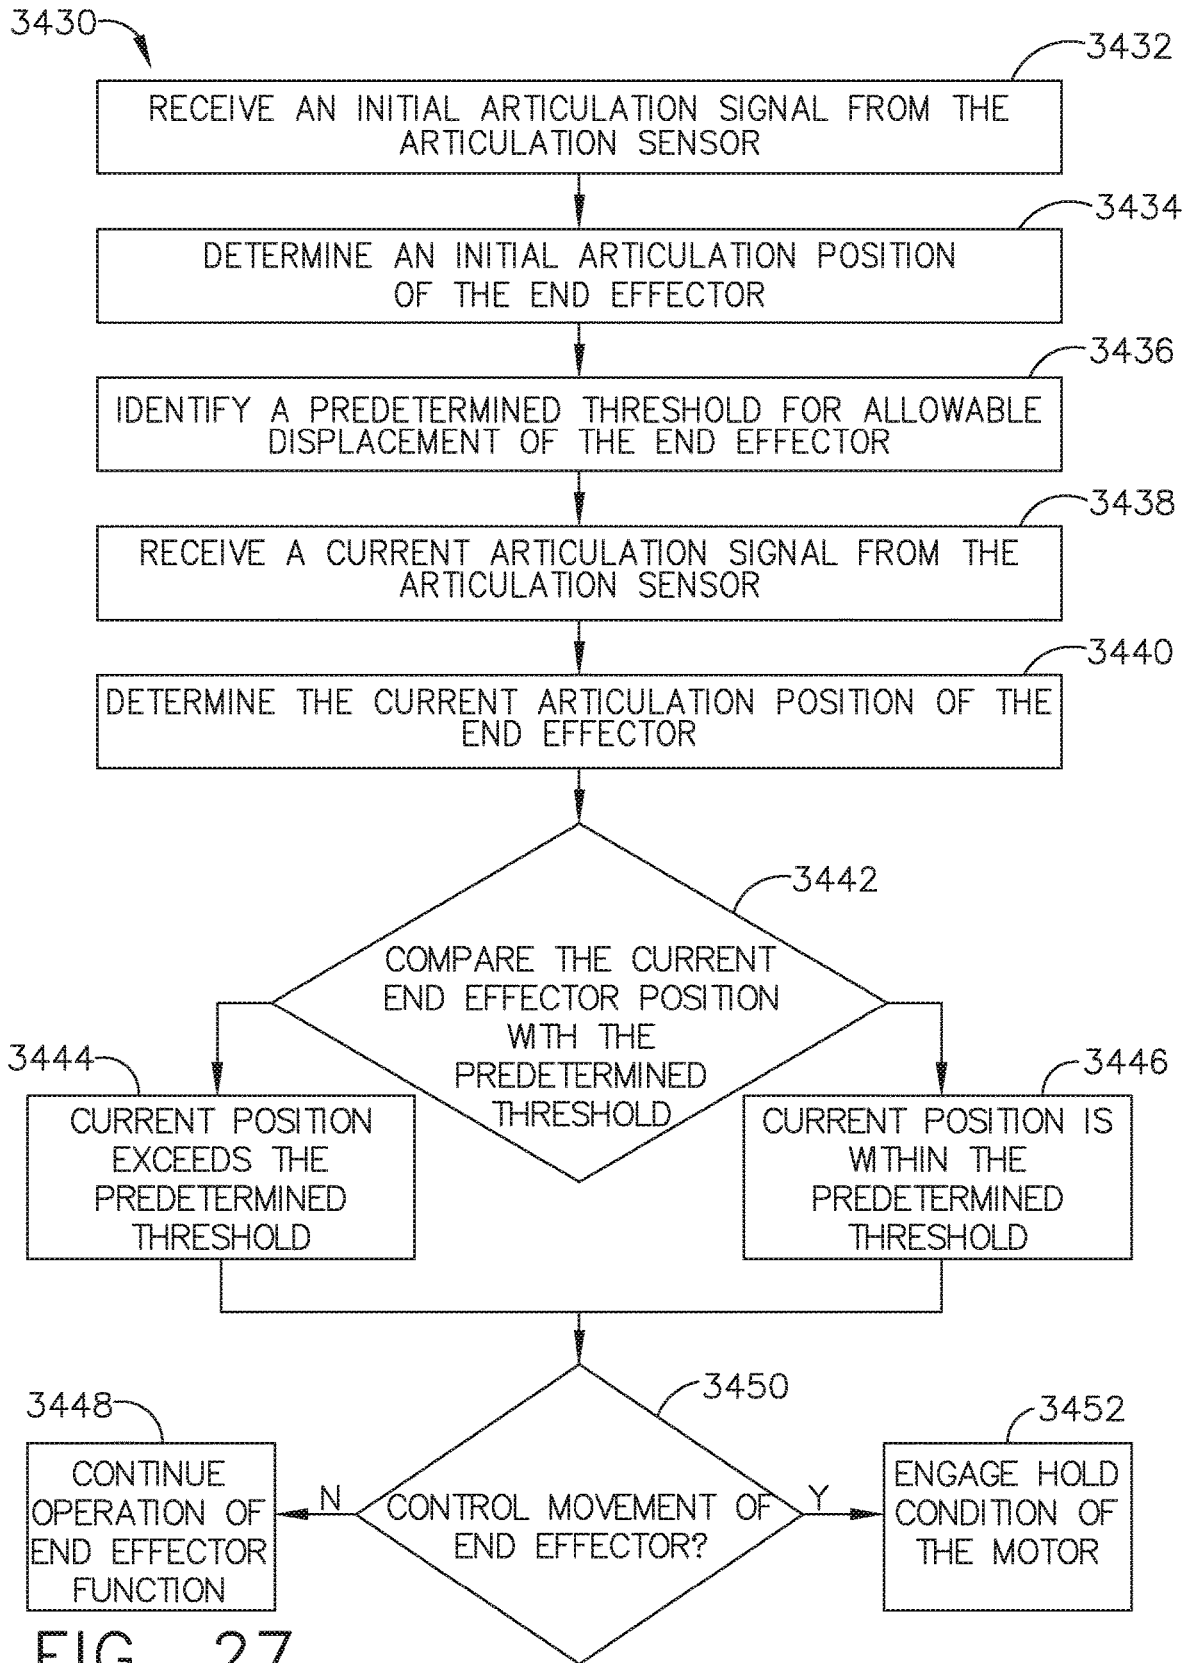 3430
3432
RECEIVE AN INITIAL ARTICULATION SIGNAL FROM THE
ARTICULATION SENSOR
3434
DETERMINE AN INITIAL ARTICULATION POSITION
OF THE END EFFECTOR
3436
IDENTIFY A PREDETERMINED THRESHOLD FOR ALLOWABLE
DISPLACEMENT OF THE END EFFECTOR
3438
RECEIVE A CURRENT ARTICULATION SIGNAL FROM THE
ARTICULATION SENSOR
3440
DETERMINE THE CURRENT ARTICULATION POSITION OF THE
END EFFECTOR
3442
COMPARE THE CURRENT
END EFFECTOR POSITION
WITH THE
PREDETERMINED
THRESHOLD
3444
CURRENT POSITION
EXCEEDS THE
PREDETERMINED
THRESHOLD
3446
CURRENT POSITION IS
WITHIN THE
PREDETERMINED
THRESHOLD
3450
CONTROL MOVEMENT OF
END EFFECTOR?
N
Y
3448
CONTINUE
OPERATION OF
END EFFECTOR
FUNCTION
3452
ENGAGE HOLD
CONDITION OF
THE MOTOR
FIG. 27